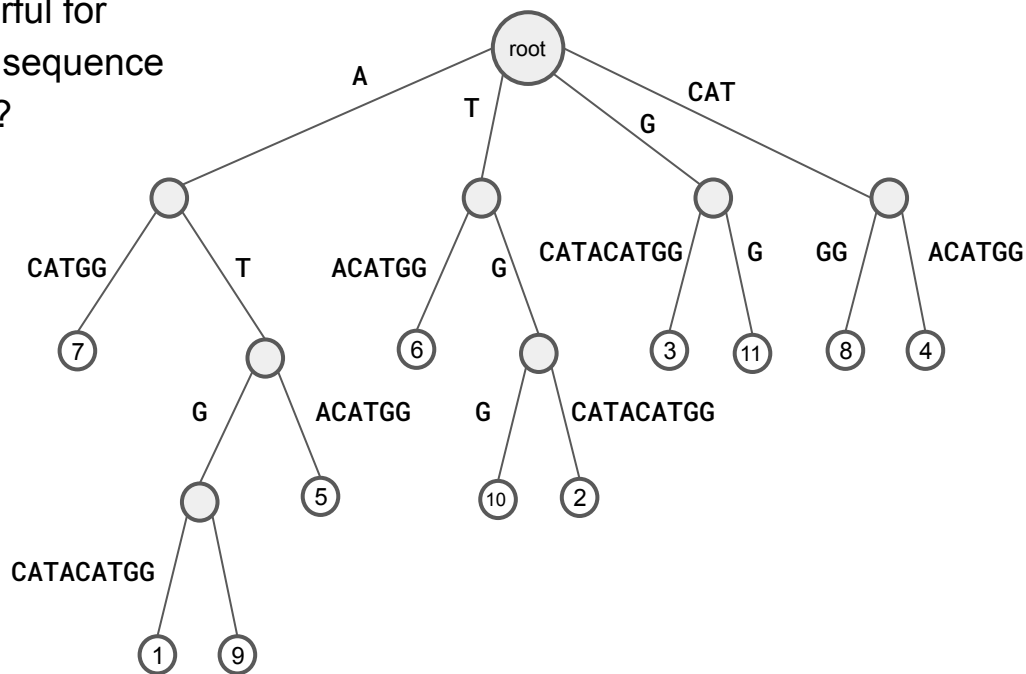 rful for
sequence
?
root
A
T
G
CAT
CATGG
T
ACATGG
G
CATACATGG
G
GG
ACATGG
7
6
3
11
8
4
G
ACATGG
G
CATACATGG
5
10
2
CATACATGG
1
9